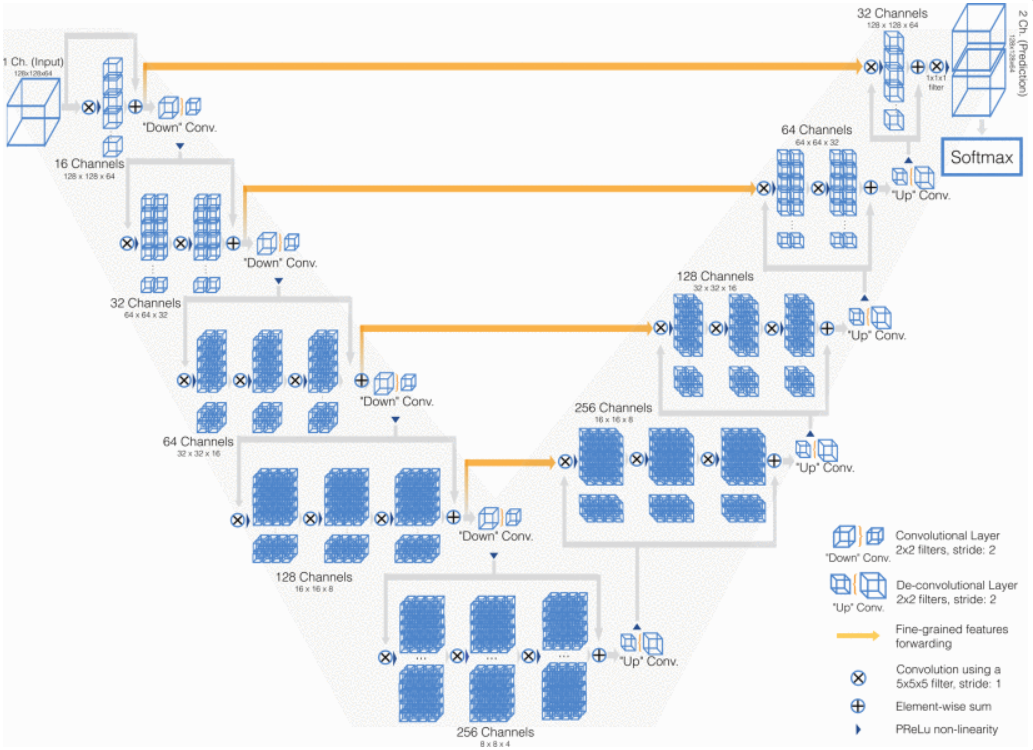 1 Ch. (Input)
128x128x64
"Down" Conv.
16 Channels
128 x 128 x 64
"Down" Conv.
32 Channels
64 x 64 x 32
"Down" Conv.
64 Channels
32 x 32 x 16
"Down" Conv.
128 Channels
16 x 16 x 8
...
...
...
256 Channels
8 x 8 x 4
"Up" Conv.
256 Channels
16 x 16 x 8
"Up" Conv.
128 Channels
32 x 32 x 16
"Up" Conv.
64 Channels
64 x 64 x 32
"Up" Conv.
32 Channels
128 x 128 x 64
1x1x1
filter
2 Ch. (Prediction)
128x128x64
Softmax
"Down" Conv.
Convolutional Layer
2x2 filters, stride: 2
"Up" Conv.
De-convolutional Layer
2x2 filters, stride: 2
Fine-grained features
forwarding
Convolution using a
5x5x5 filter, stride: 1
Element-wise sum
PReLu non-linearity